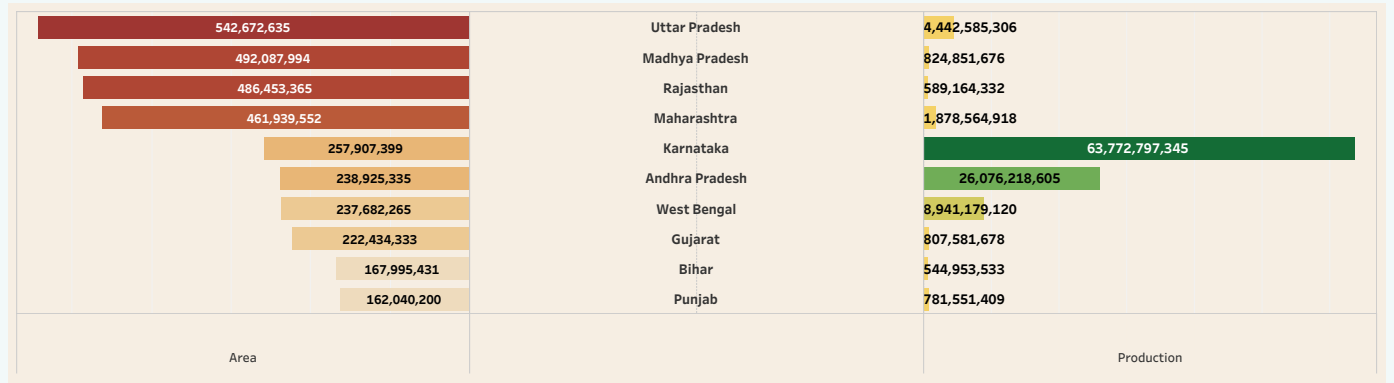 542,672,635 Uttar Pradesh 4,442,585,306
492,087,994 Madhya Pradesh 824,851,676
486,453,365 Rajasthan 589,164,332
461,939,552 Maharashtra 1,878,564,918
257,907,399 Karnataka 63,772,797,345
238,925,335 Andhra Pradesh 26,076,218,605
237,682,265 West Bengal 8,941,179,120
222,434,333 Gujarat 807,581,678
167,995,431 Bihar 544,953,533
162,040,200 Punjab 781,551,409
Area Production